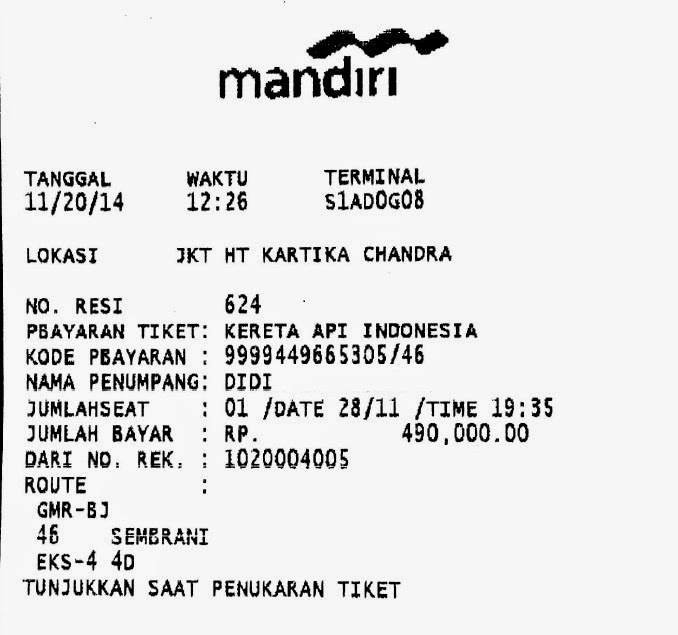 mandiri
TANGGAL WAKTU TERMINAL
11/20/14 12:26 S1AD0G08
LOKASI JKT HT KARTIKA CHANDRA
NO. RESI 624
PBAYARAN TIKET: KERETA API INDONESIA
KODE PBAYARAN : 9999449665305/46
NAMA PENUMPANG: DIDI
JUMLAHSEAT : 01 /DATE 28/11 /TIME 19:35
JUMLAH BAYAR : RP. 490,000.00
DARI NO. REK. : 1020004005
ROUTE :
GMR-BJ
46 SEMBRANI
EKS-4 4D
TUNJUKKAN SAAT PENUKARAN TIKET